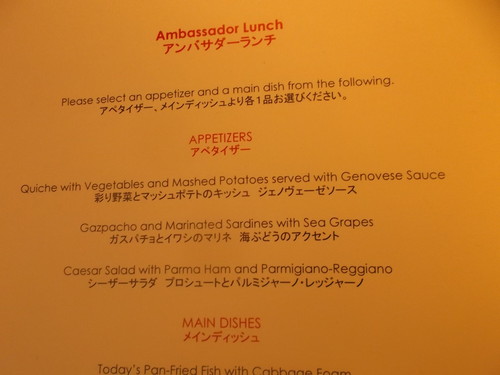 Ambassador Lunch
アンバサダーランチ
Please select an appetizer and a main dish from the following.
アペタイザー、メインディッシュより各1品お選びください。
APPETIZERS
アペタイザー
Quiche with Vegetables and Mashed Potatoes served with Genovese Sauce
彩り野菜とマッシュポテトのキッシュ ジェノヴェーゼソース
Gazpacho and Marinated Sardines with Sea Grapes
ガスパチョとイワシのマリネ 海ぶどうのアクセント
Caesar Salad with Parma Ham and Parmigiano-Reggiano
シーザーサラダ プロシュートとパルミジャーノ・レッジャーノ
MAIN DISHES
メインディッシュ
Today's Pan-Fried Fish with Cabbage Foam